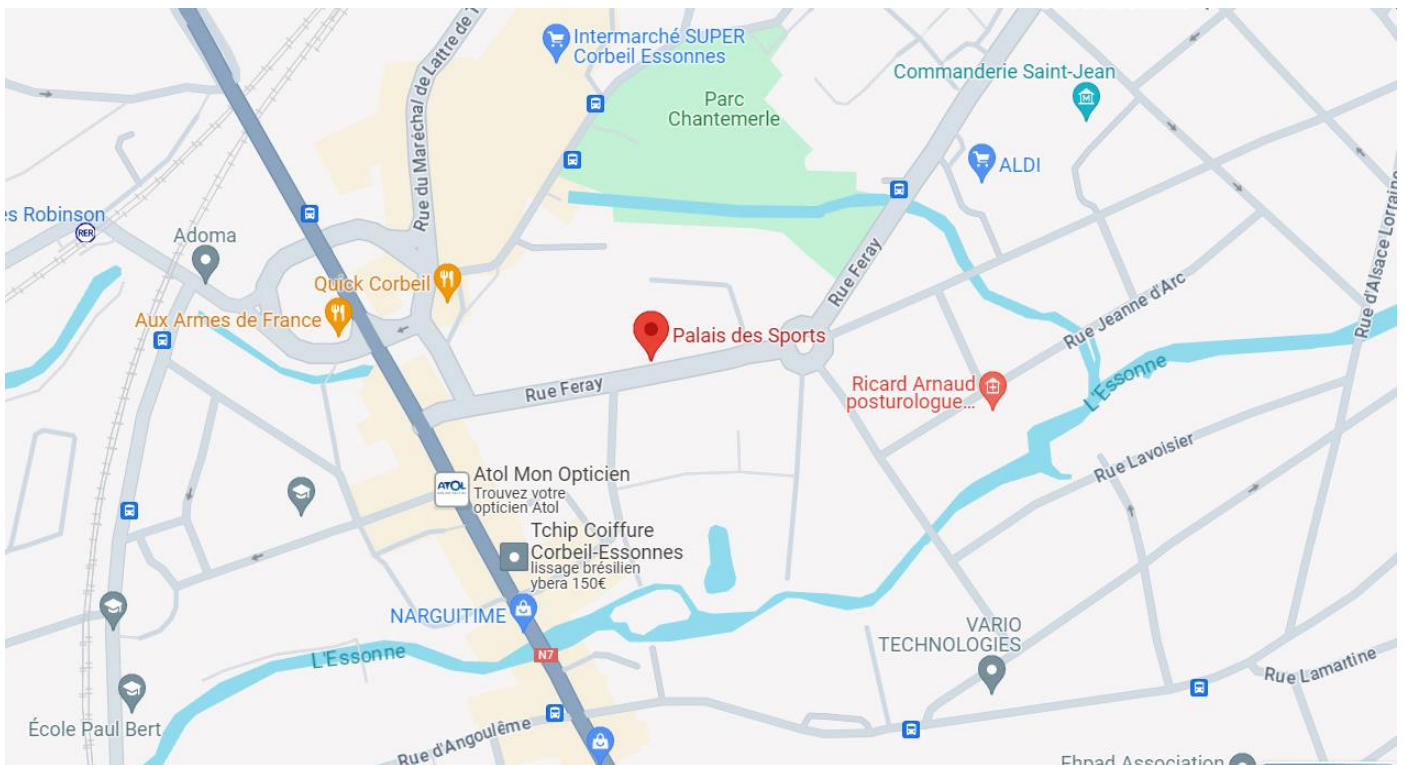 Intermarché SUPER
Corbeil Essonnes
Rue du Maréchal de Lattre de T
Parc
Chantemerle
Commanderie Saint-Jean
M
ALDI
es Robinson
RER
Adoma
Quick Corbeil
Aux Armes de France
Rue Feray
Palais des Sports
Rue Feray
Rue Jeanne d'Arc
Rue d'Alsace Lorraine
Ricard Arnaud
posturologue...
L'Essonne
Rue Lavoisier
ATOL
Atol Mon Opticien
Trouvez votre
opticien Atol
Tchip Coiffure
Corbeil-Essonnes
lissage brésilien
ybera 150€
NARGUITIME
L'Essonne
N7
VARIO
TECHNOLOGIES
Rue Lamartine
École Paul Bert
Rue d'Angoulême
Ehpad Association